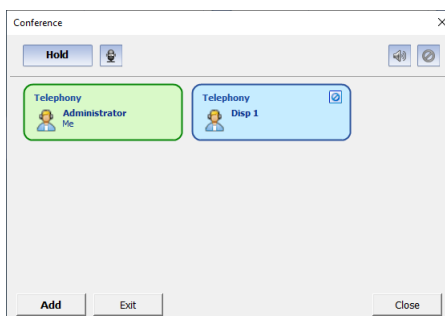 Conference
Hold
Telephony
Administrator
Me
Telephony
Disp 1
Add
Exit
Close